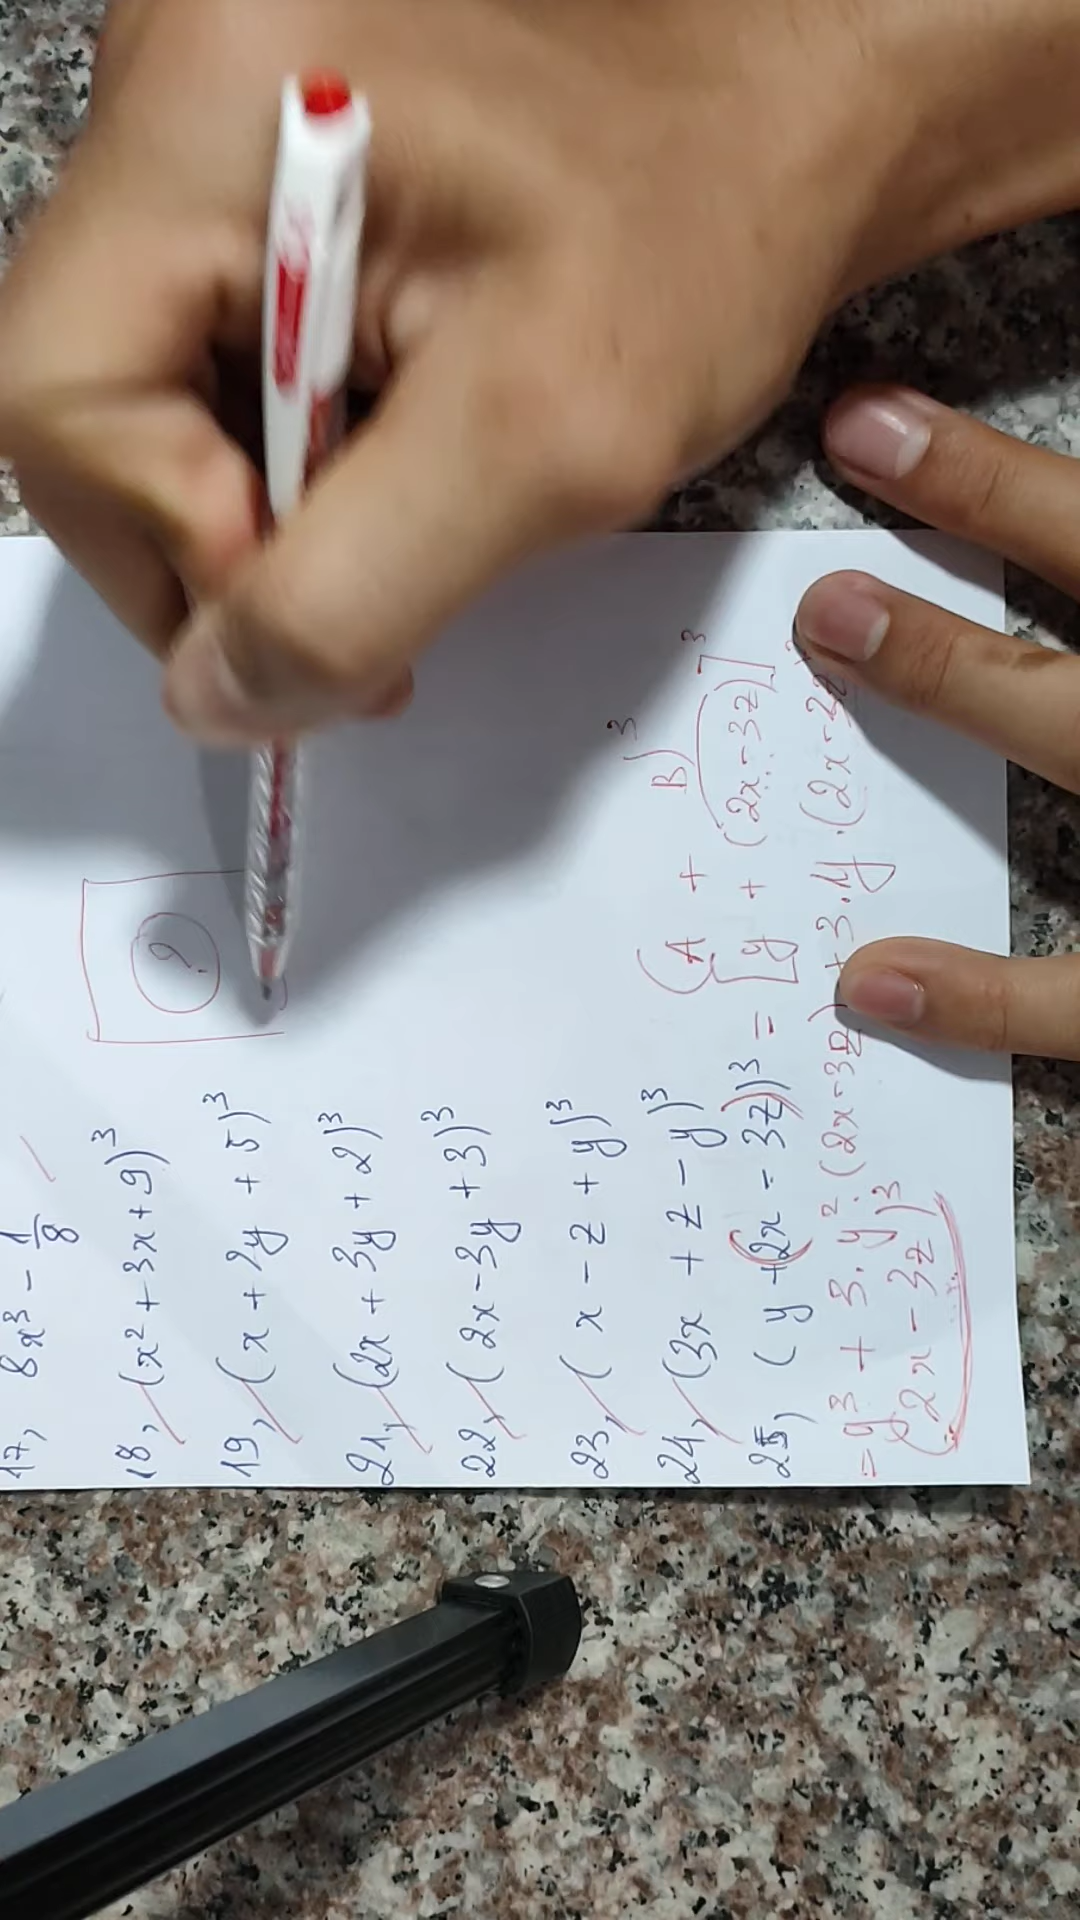 17, 8x³ - 1/8
18, (x² + 3x + 9)³
?
19, (x + 2y + 5)³
21, (2x + 3y + 2)³
22, (2x - 3y + 3)³
23, (x - z + y)³
24, (3x + z - y)³
(A + B)³
25, (y + (2x - 3z))³ = [y + (2x - 3z)]³
= y³ + 3.y².(2x - 3z) + 3.y.(2x - 3z)²
(2x - 3z)³